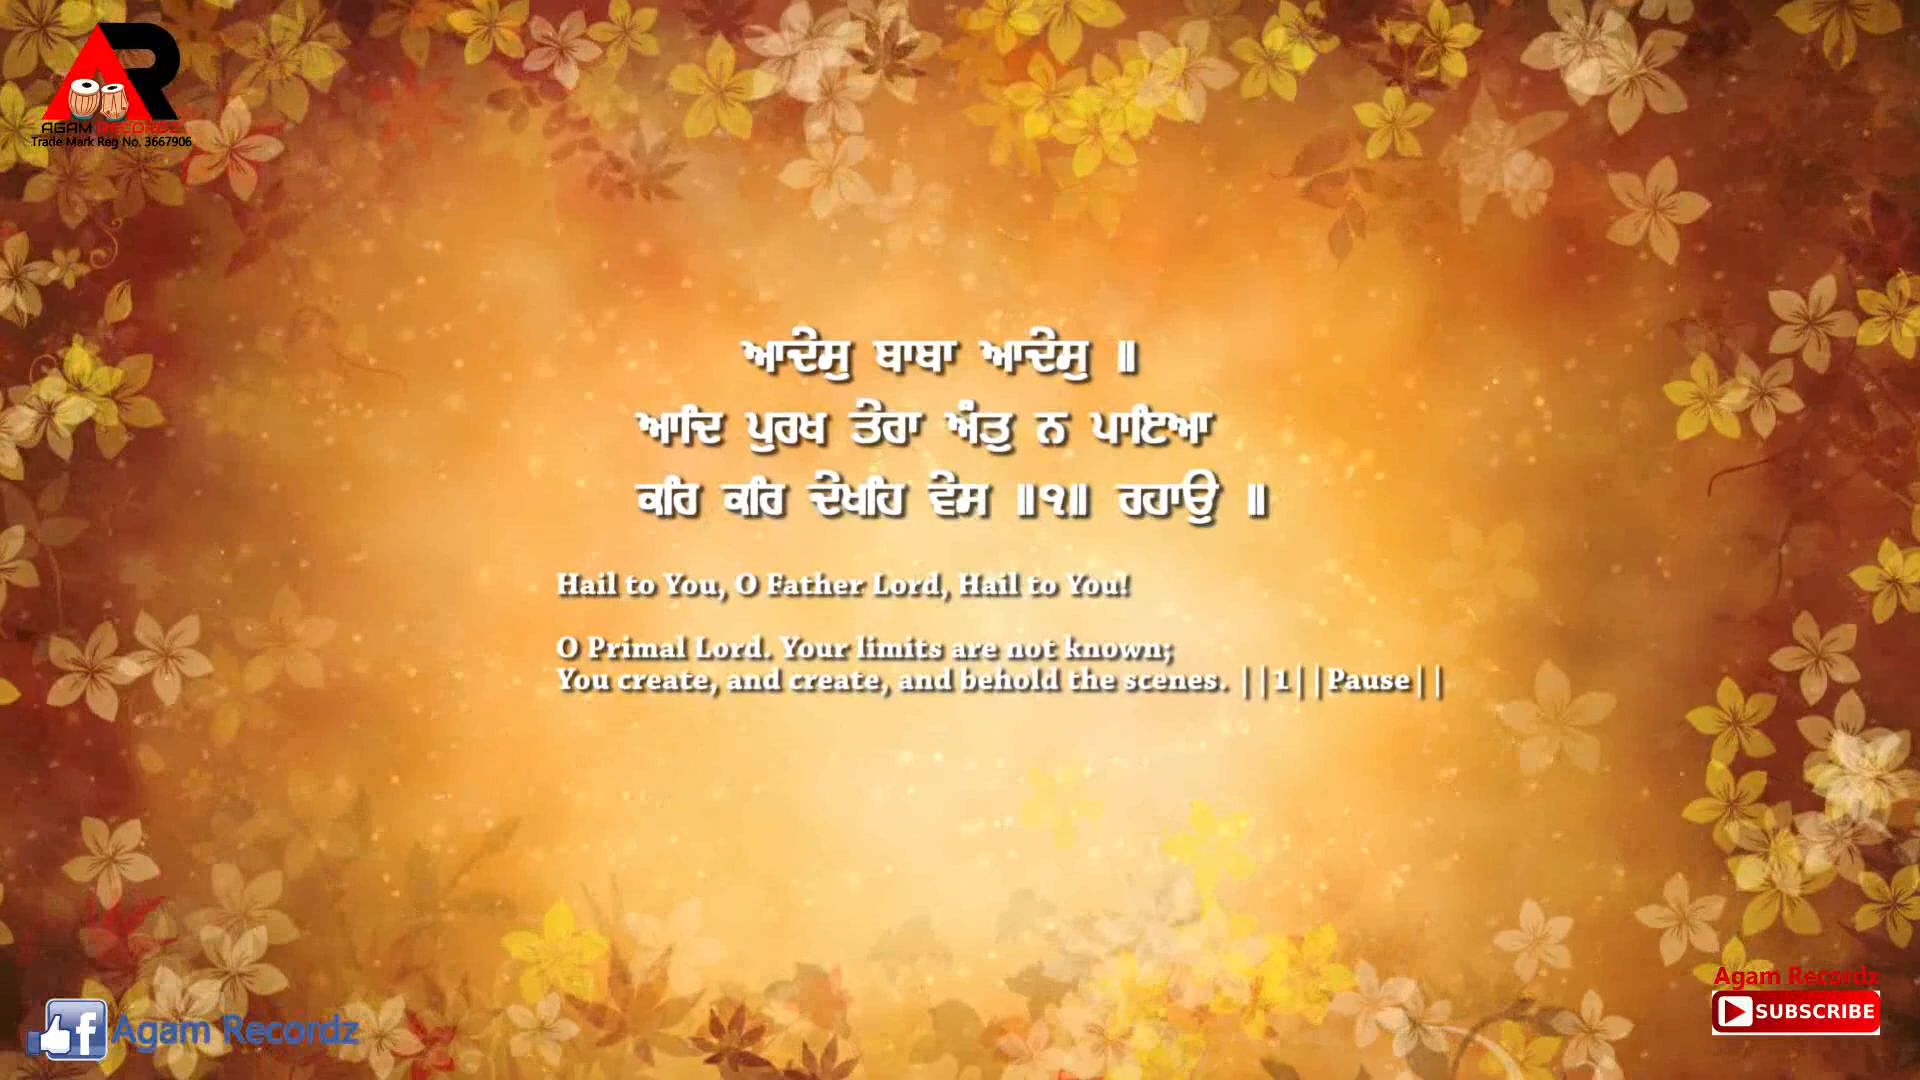 AGAM RECORDZ
Trade Mark Reg No. 3667906
ਆਦੇਸੁ ਬਾਬਾ ਆਦੇਸੁ ॥
ਆਦਿ ਪੁਰਖ ਤੇਰਾ ਅੰਤੁ ਨ ਪਾਇਆ
ਕਰਿ ਕਰਿ ਦੇਖਹਿ ਵੇਸ ॥੧॥ ਰਹਾਉ ॥
Hail to You, O Father Lord, Hail to You!
O Primal Lord. Your limits are not known;
You create, and create, and behold the scenes. ||1||Pause||
Agam Recordz
SUBSCRIBE
f Agam Recordz